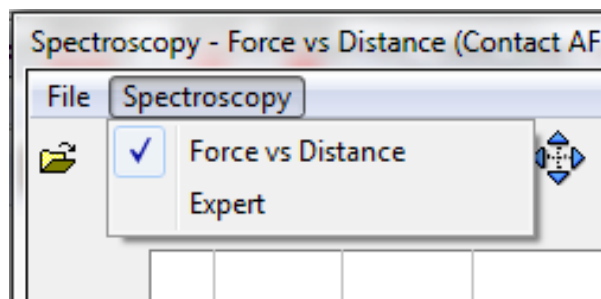 Spectroscopy - Force vs Distance (Contact AF
File Spectroscopy
Force vs Distance
Expert